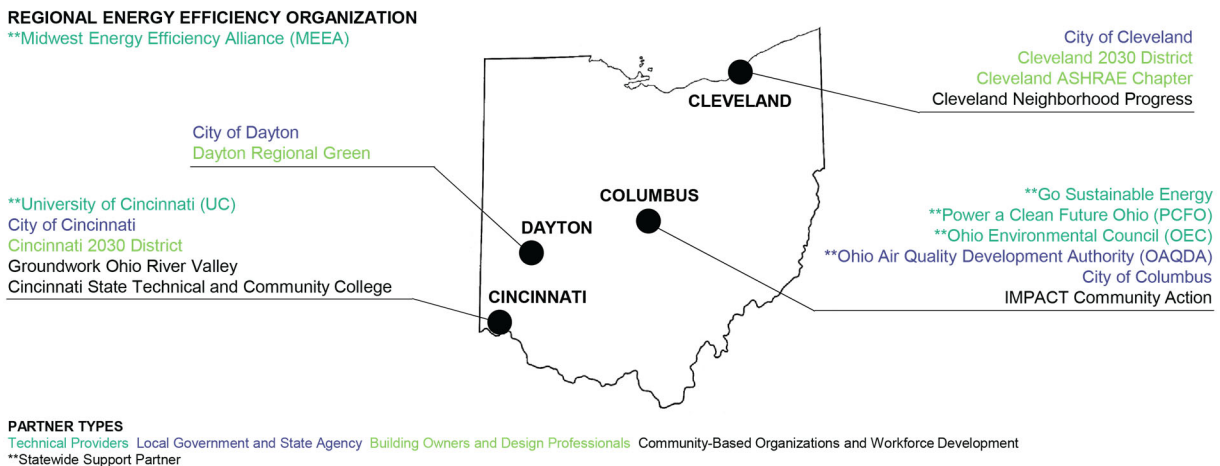 REGIONAL ENERGY EFFICIENCY ORGANIZATION
**Midwest Energy Efficiency Alliance (MEEA)
City of Cleveland
Cleveland 2030 District
Cleveland ASHRAE Chapter
Cleveland Neighborhood Progress
CLEVELAND
City of Dayton
Dayton Regional Green
DAYTON
**University of Cincinnati (UC)
City of Cincinnati
Cincinnati 2030 District
Groundwork Ohio River Valley
Cincinnati State Technical and Community College
CINCINNATI
COLUMBUS
**Go Sustainable Energy
**Power a Clean Future Ohio (PCFO)
**Ohio Environmental Council (OEC)
**Ohio Air Quality Development Authority (OAQDA)
City of Columbus
IMPACT Community Action
PARTNER TYPES
Technical Providers Local Government and State Agency Building Owners and Design Professionals Community-Based Organizations and Workforce Development
**Statewide Support Partner